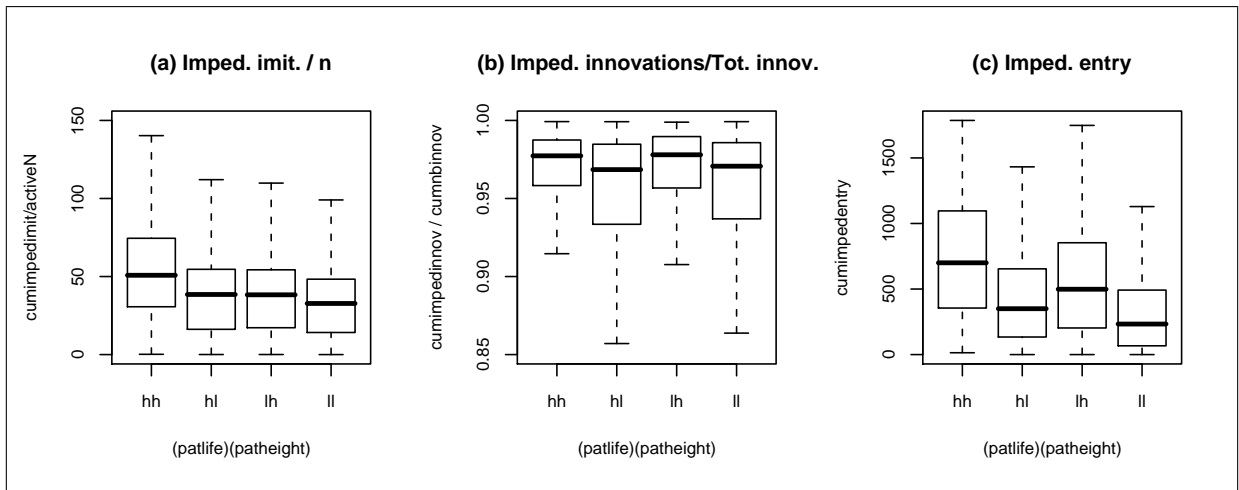 (a) Imped. imit. / n
cumimpedimit/activeN
150
100
50
0
hh hl lh ll
(patlife)(patheight)
(b) Imped. innovations/Tot. innov.
cumimpedinnov / cumnbinnov
1.00
0.95
0.90
0.85
hh hl lh ll
(patlife)(patheight)
(c) Imped. entry
cumimpedentry
1500
1000
500
0
hh hl lh ll
(patlife)(patheight)